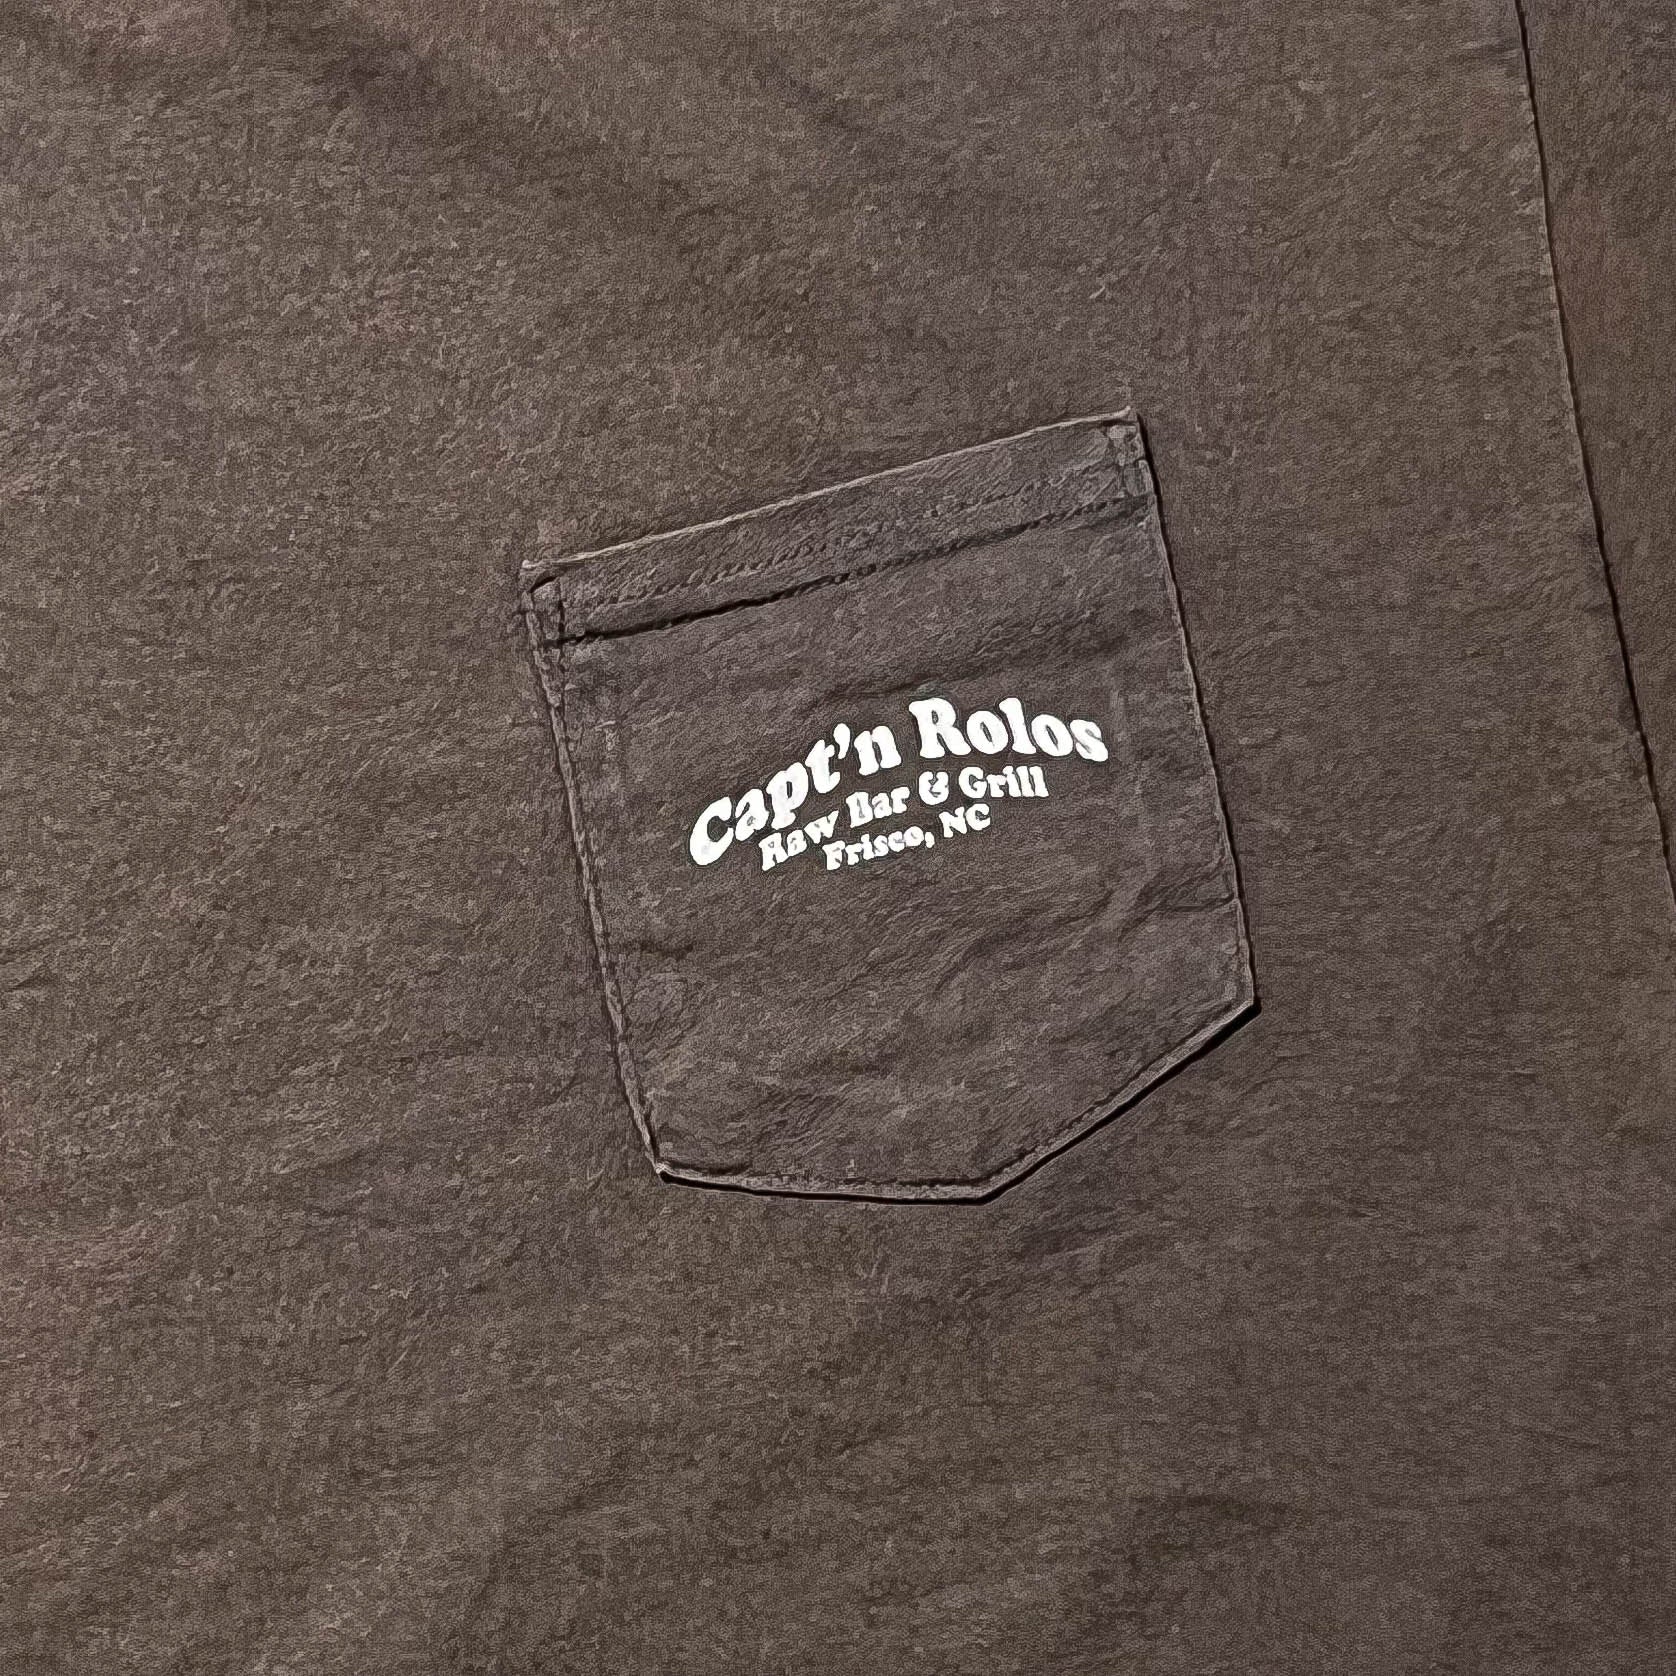 Capt'n Rolos
Raw Bar & Grill
Frisco, NC